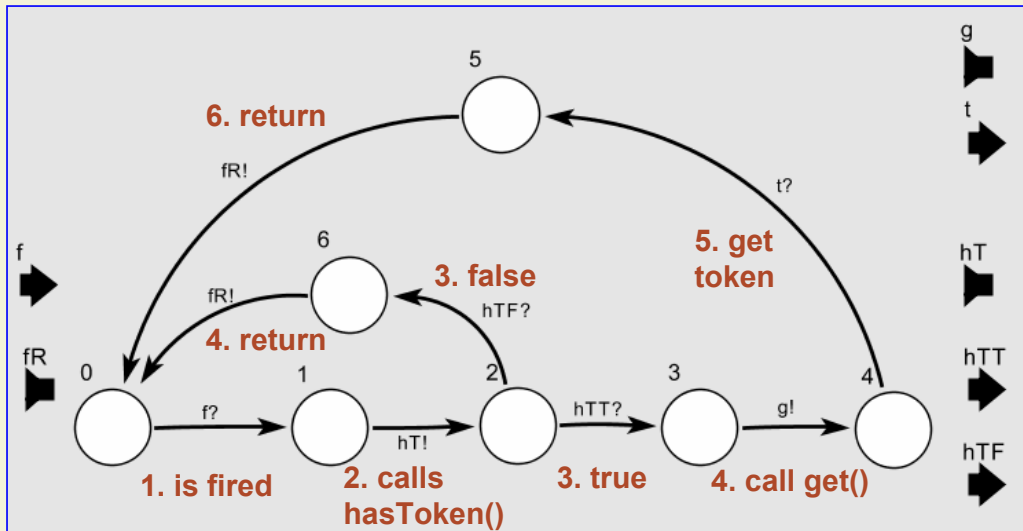 g
5
6. return
t
fR!
t?
f
6
3. false
5. get
token
hT
fR!
hTF?
4. return
fR
0
1
2
3
4
hTT
f?
hT!
hTT?
g!
hTF
1. is fired
2. calls
hasToken()
3. true
4. call get()